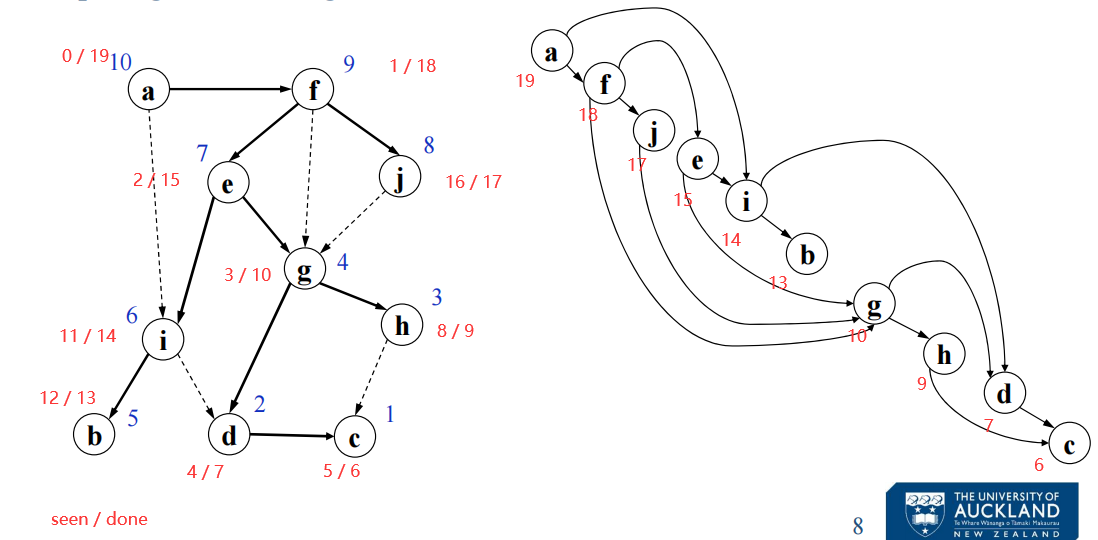 0 / 19
10
a
9
f
1 / 18
7
e
8
j
2 / 15
16 / 17
g
4
3 / 10
3
h
8 / 9
6
i
11 / 14
12 / 13
b
5
2
d
4 / 7
1
c
5 / 6
seen / done
a
19
f
18
j
17
e
15
i
14
b
13
g
10
h
9
d
7
c
6
8
THE UNIVERSITY OF
AUCKLAND
Te Whare Wānanga o Tāmaki Makaurau
NEW ZEALAND